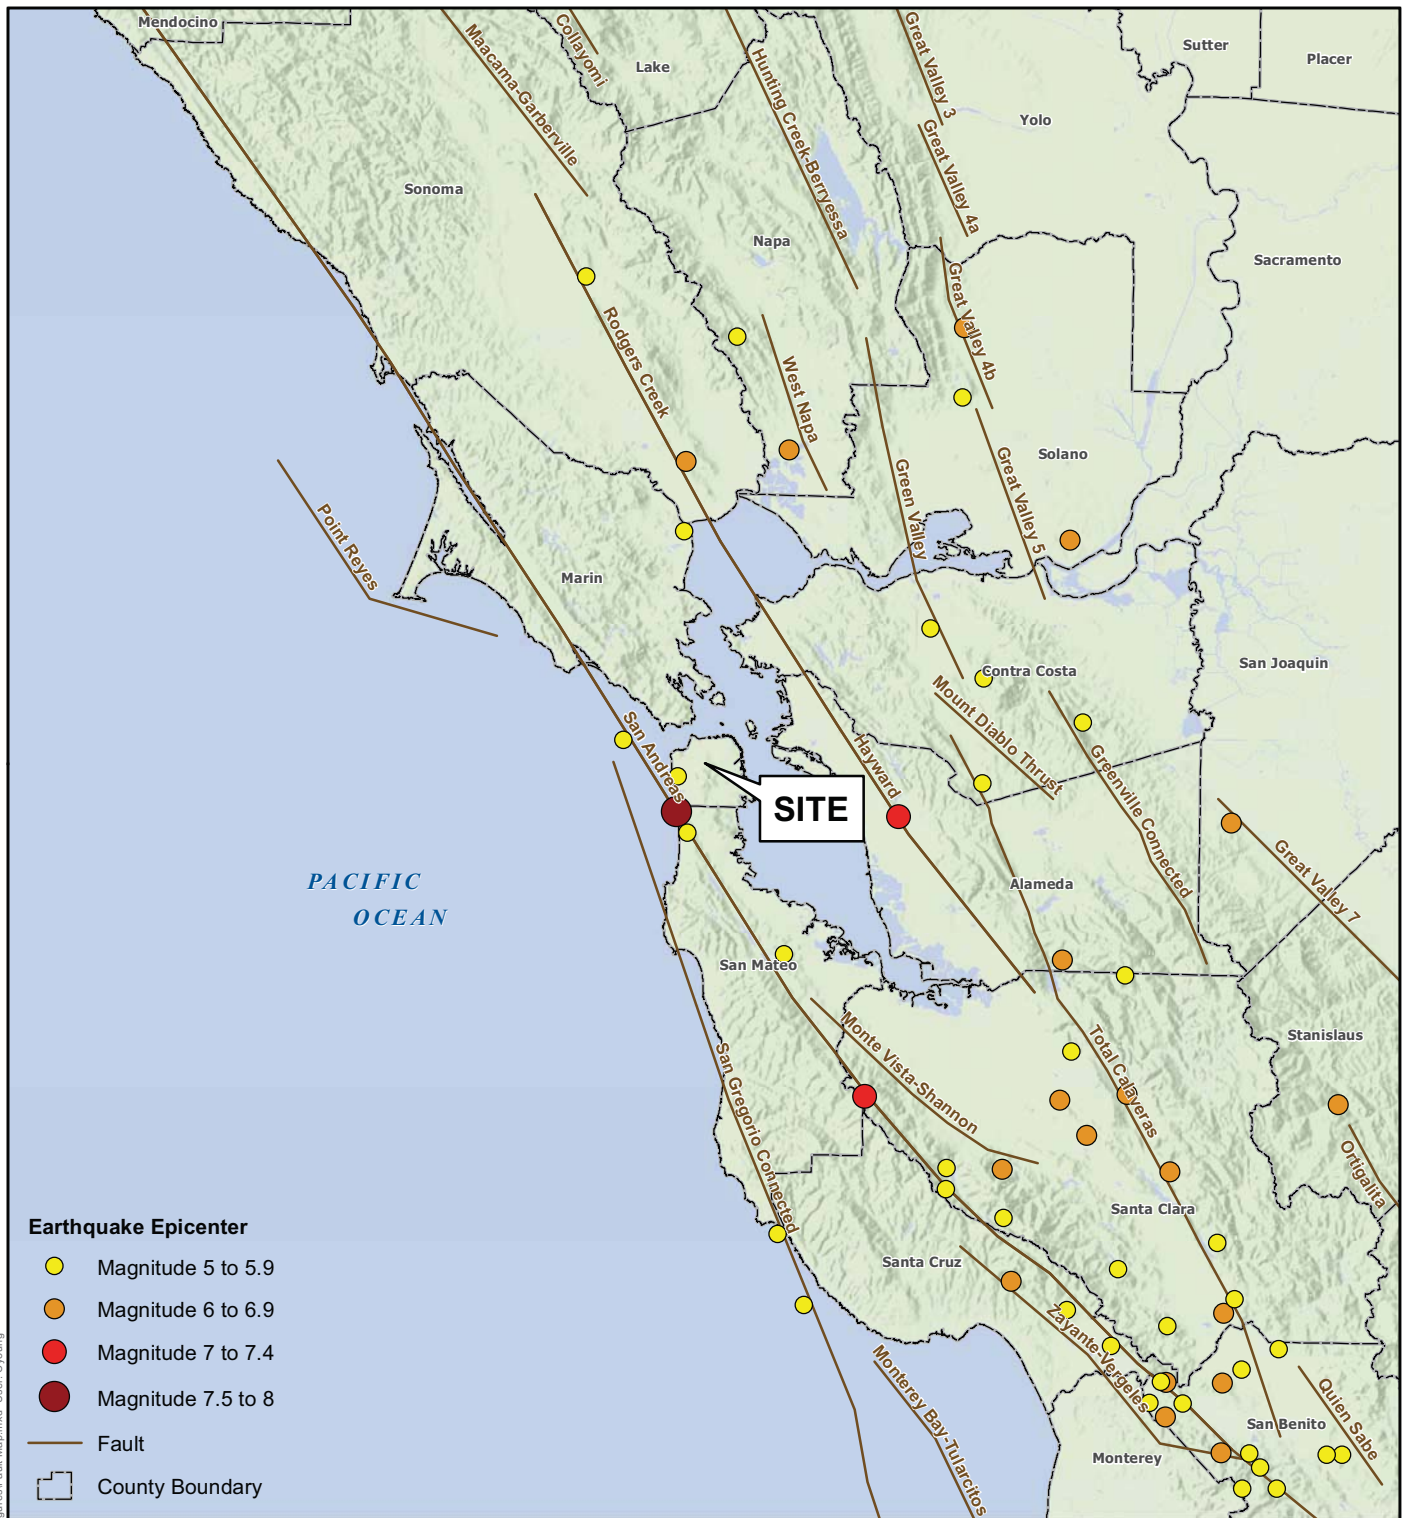 Mendocino
Collayomi
Maacama-Garberville
Lake
Hunting Creek-Berryessa
Great Valley 3
Sutter
Placer
Yolo
Great Valley 4a
Sonoma
Napa
Sacramento
Great Valley 4b
Rodgers Creek
West Napa
Green Valley
Solano
Great Valley 5
Point Reyes
Marin
Contra Costa
San Joaquin
Mount Diablo Thrust
San Andreas
Hayward
Greenville Connected
SITE
PACIFIC
OCEAN
Alameda
Great Valley 7
San Mateo
Monte Vista-Shannon
Total Calaveras
Stanislaus
San Gregorio Connected
Ortigalita
Santa Clara
Santa Cruz
Zayante-Vergeles
Monterey Bay-Tularcitos
Quien Sabe
San Benito
Monterey
Earthquake Epicenter
Magnitude 5 to 5.9
Magnitude 6 to 6.9
Magnitude 7 to 7.4
Magnitude 7.5 to 8
Fault
County Boundary